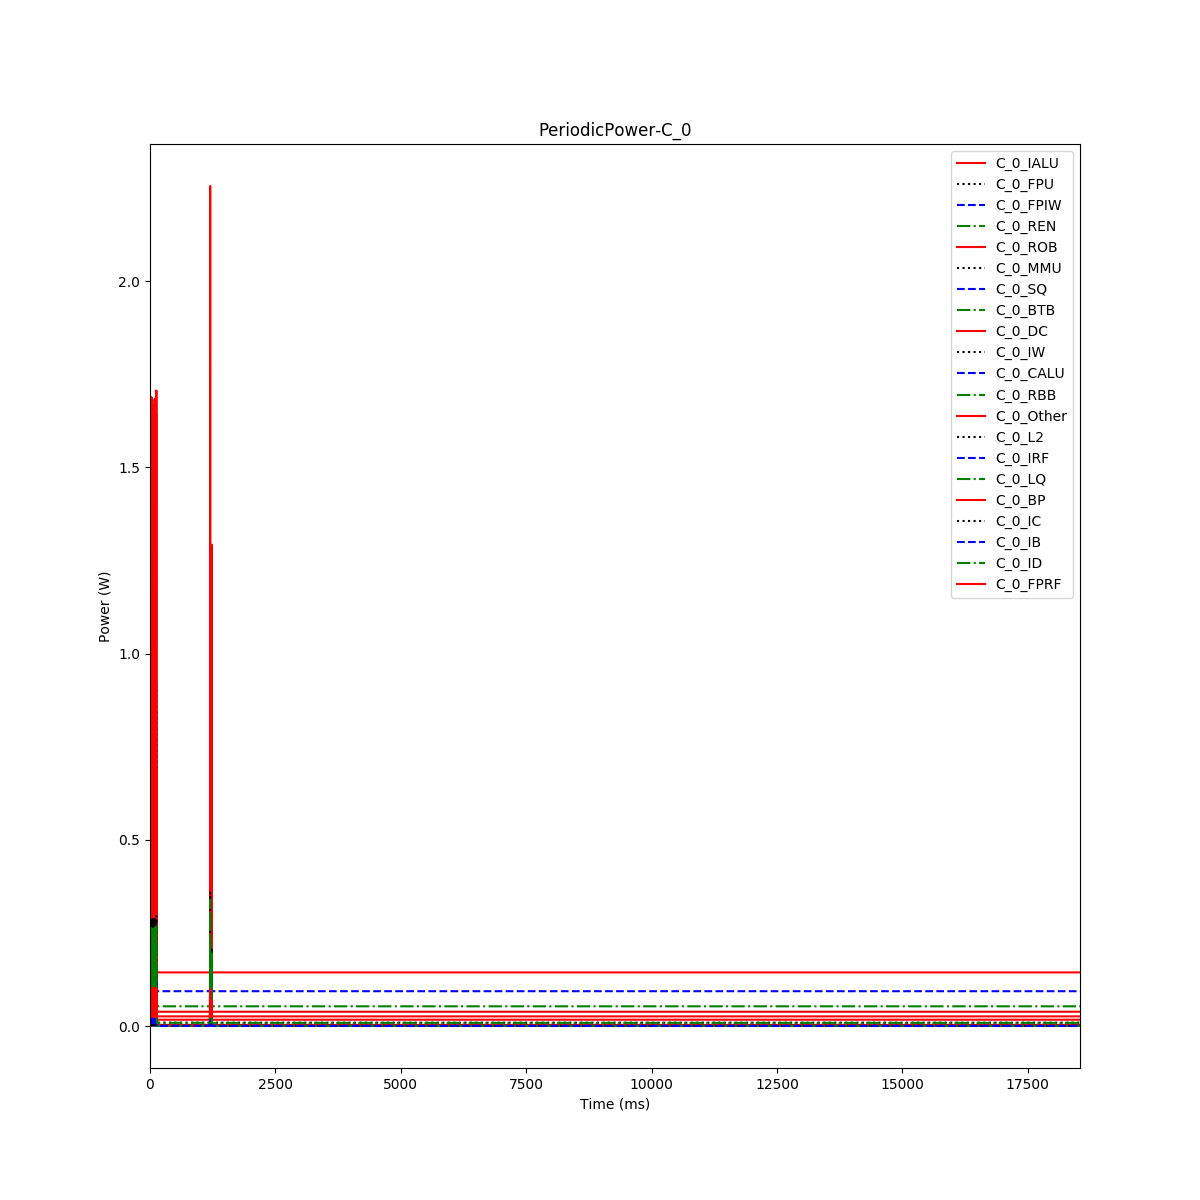 PeriodicPower-C_0
C_0_IALU
C_0_FPU
C_0_FPIW
C_0_REN
C_0_ROB
C_0_MMU
C_0_SQ
C_0_BTB
C_0_DC
C_0_IW
C_0_CALU
C_0_RBB
C_0_Other
C_0_L2
C_0_IRF
C_0_LQ
C_0_BP
C_0_IC
C_0_IB
C_0_ID
C_0_FPRF
Power (W)
2.0
1.5
1.0
0.5
0.0
0 2500 5000 7500 10000 12500 15000 17500
Time (ms)